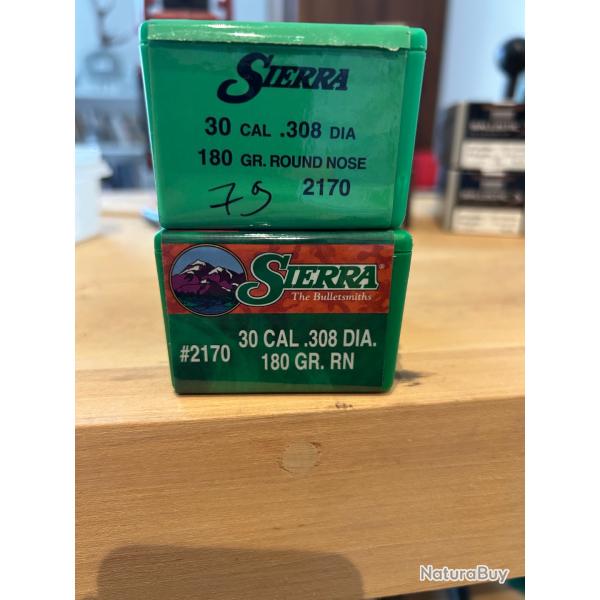 SIERRA
30 CAL .308 DIA
180 GR. ROUND NOSE
79 2170
SIERRA®
The Bulletsmiths
#2170 30 CAL .308 DIA.
180 GR. RN
NaturaBuy